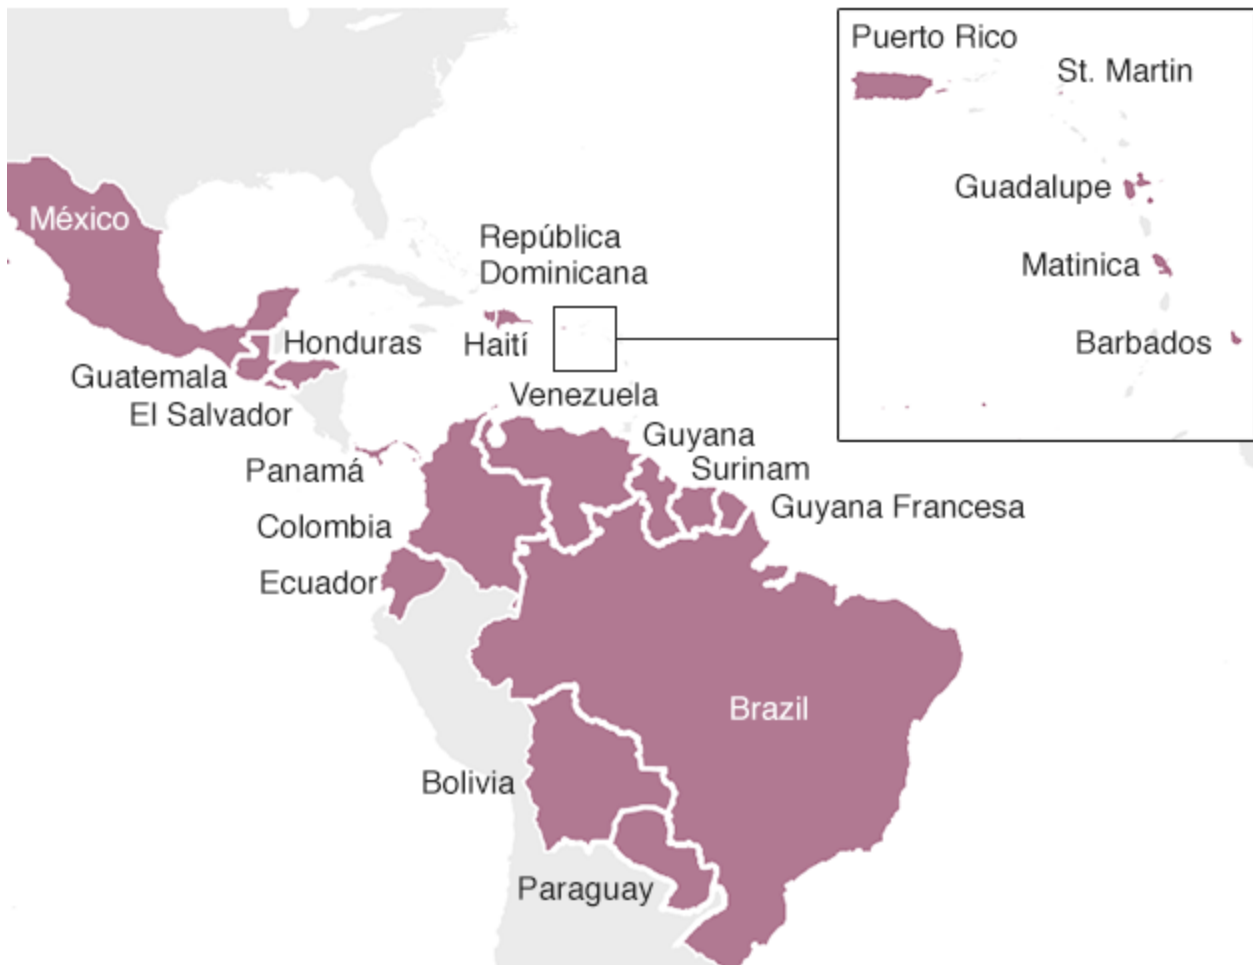 Puerto Rico
St. Martin
Guadalupe
México
República
Dominicana
Matinica
Honduras
Haití
Barbados
Guatemala
El Salvador
Venezuela
Guyana
Panamá
Surinam
Colombia
Guyana Francesa
Ecuador
Brazil
Bolivia
Paraguay